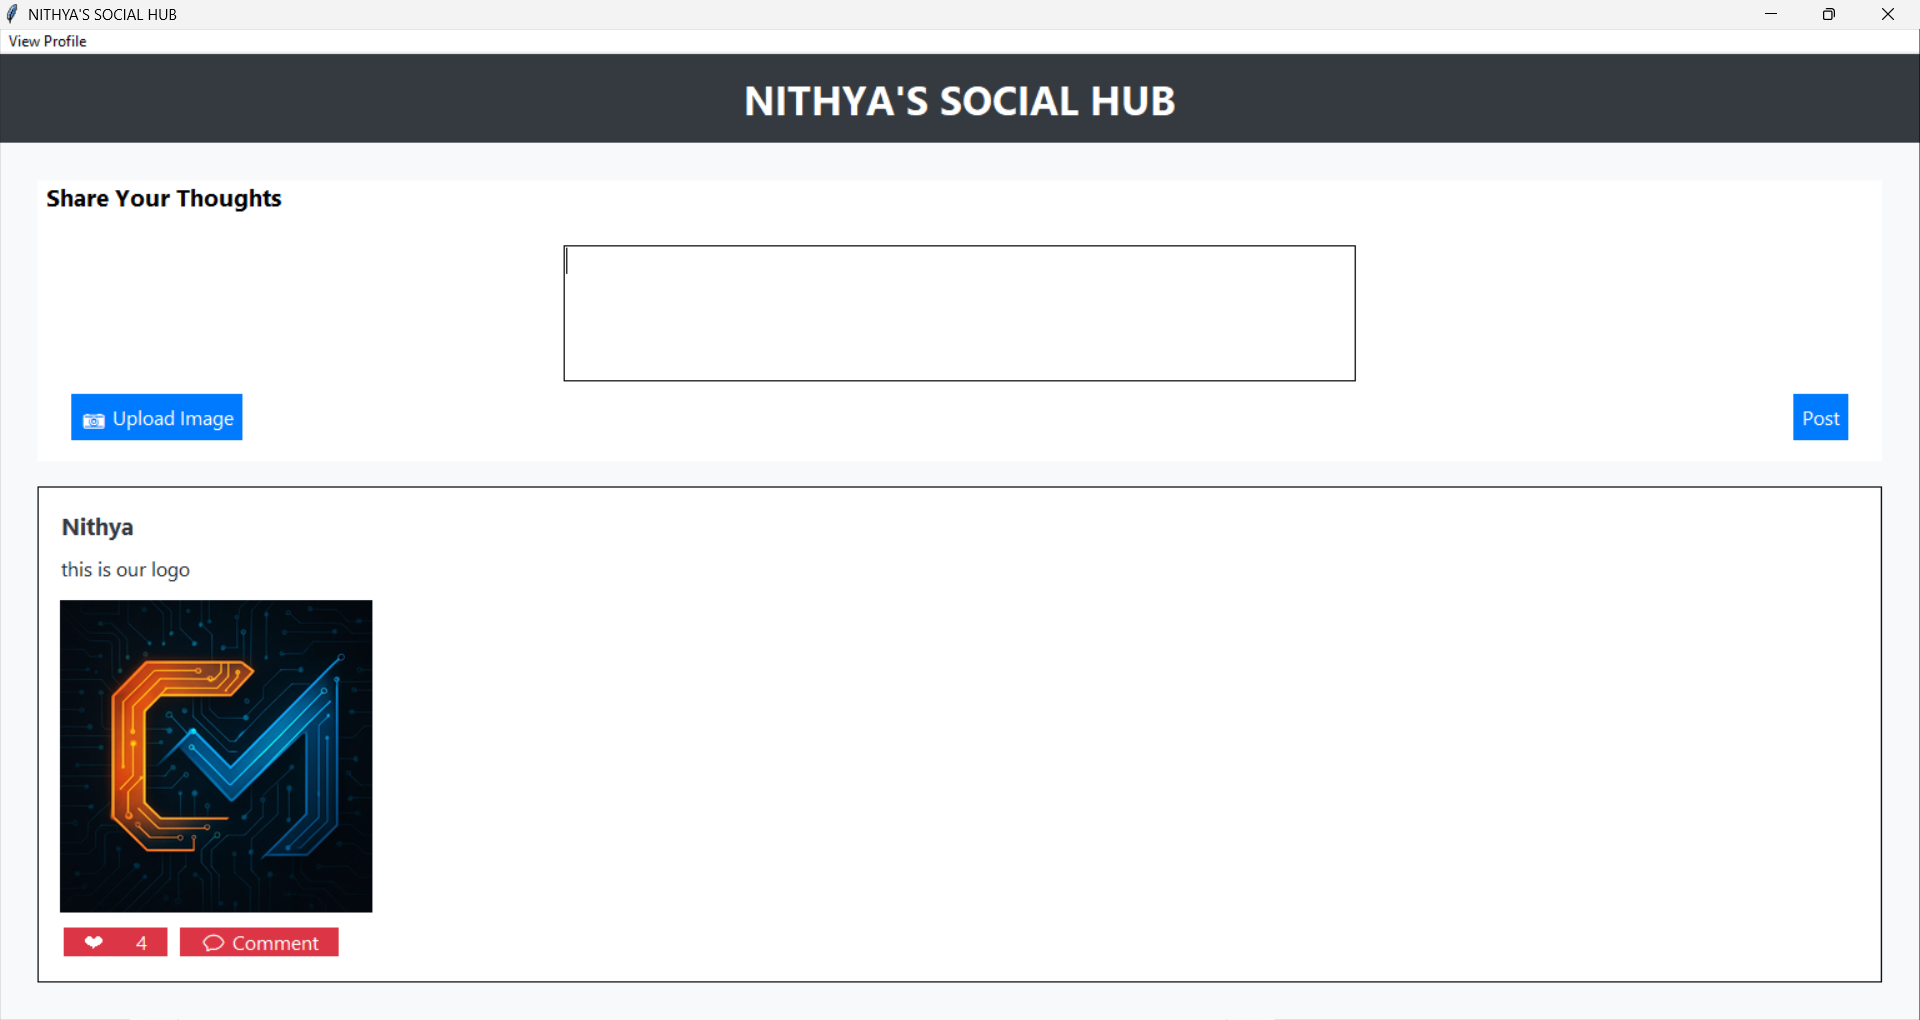 NITHYA'S SOCIAL HUB
View Profile
NITHYA'S SOCIAL HUB
Share Your Thoughts
Upload Image
Post
Nithya
this is our logo
CM
❤ 4
Comment